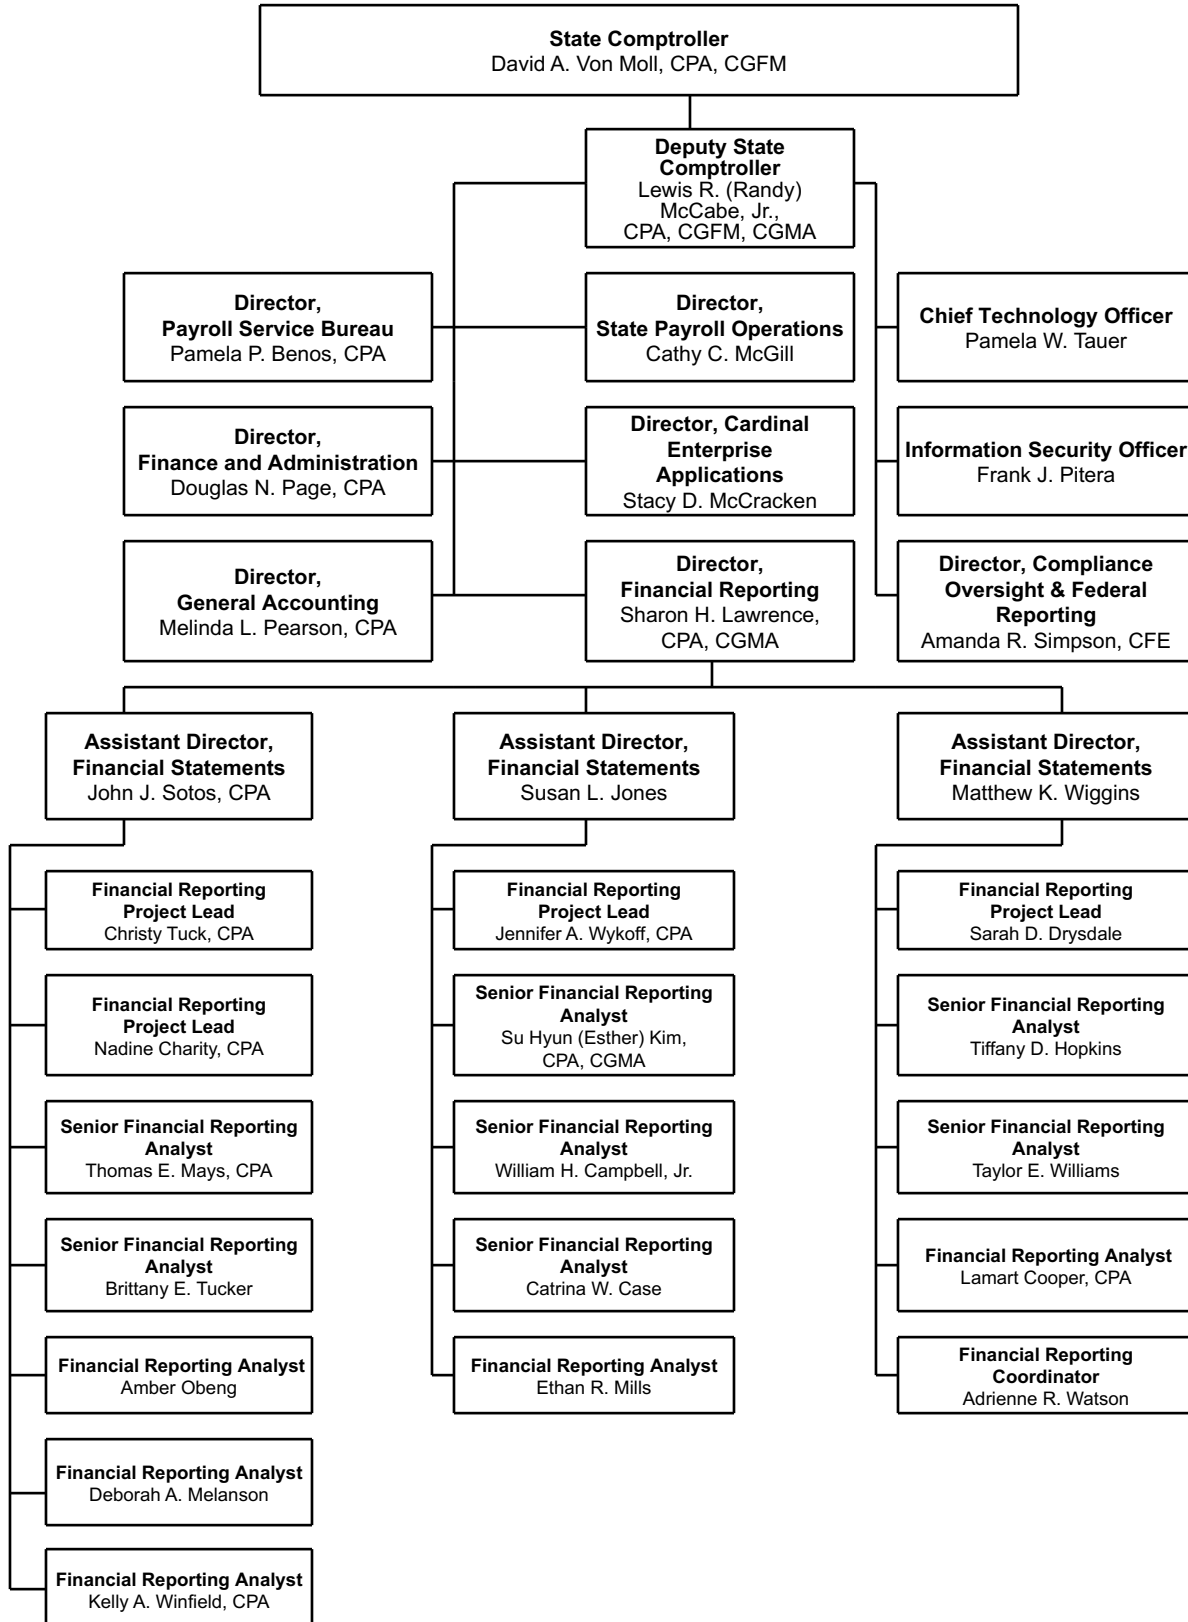 State Comptroller
David A. Von Moll, CPA, CGFM
Deputy State
Comptroller
Lewis R. (Randy)
McCabe, Jr.,
CPA, CGFM, CGMA
Director,
Payroll Service Bureau
Pamela P. Benos, CPA
Director,
State Payroll Operations
Cathy C. McGill
Chief Technology Officer
Pamela W. Tauer
Director,
Finance and Administration
Douglas N. Page, CPA
Director, Cardinal
Enterprise
Applications
Stacy D. McCracken
Information Security Officer
Frank J. Pitera
Director,
General Accounting
Melinda L. Pearson, CPA
Director,
Financial Reporting
Sharon H. Lawrence,
CPA, CGMA
Director, Compliance
Oversight & Federal
Reporting
Amanda R. Simpson, CFE
Assistant Director,
Financial Statements
John J. Sotos, CPA
Assistant Director,
Financial Statements
Susan L. Jones
Assistant Director,
Financial Statements
Matthew K. Wiggins
Financial Reporting
Project Lead
Christy Tuck, CPA
Financial Reporting
Project Lead
Jennifer A. Wykoff, CPA
Financial Reporting
Project Lead
Sarah D. Drysdale
Financial Reporting
Project Lead
Nadine Charity, CPA
Senior Financial Reporting
Analyst
Su Hyun (Esther) Kim,
CPA, CGMA
Senior Financial Reporting
Analyst
Tiffany D. Hopkins
Senior Financial Reporting
Analyst
Thomas E. Mays, CPA
Senior Financial Reporting
Analyst
William H. Campbell, Jr.
Senior Financial Reporting
Analyst
Taylor E. Williams
Senior Financial Reporting
Analyst
Brittany E. Tucker
Senior Financial Reporting
Analyst
Catrina W. Case
Financial Reporting Analyst
Lamart Cooper, CPA
Financial Reporting Analyst
Amber Obeng
Financial Reporting Analyst
Ethan R. Mills
Financial Reporting
Coordinator
Adrienne R. Watson
Financial Reporting Analyst
Deborah A. Melanson
Financial Reporting Analyst
Kelly A. Winfield, CPA